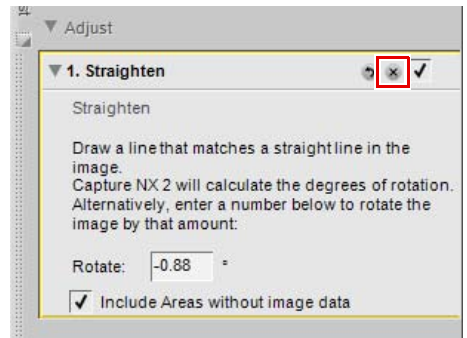 Adjust
1. Straighten
Straighten
Draw a line that matches a straight line in the
image.
Capture NX 2 will calculate the degrees of rotation.
Alternatively, enter a number below to rotate the
image by that amount:
Rotate: -0.88 °
Include Areas without image data